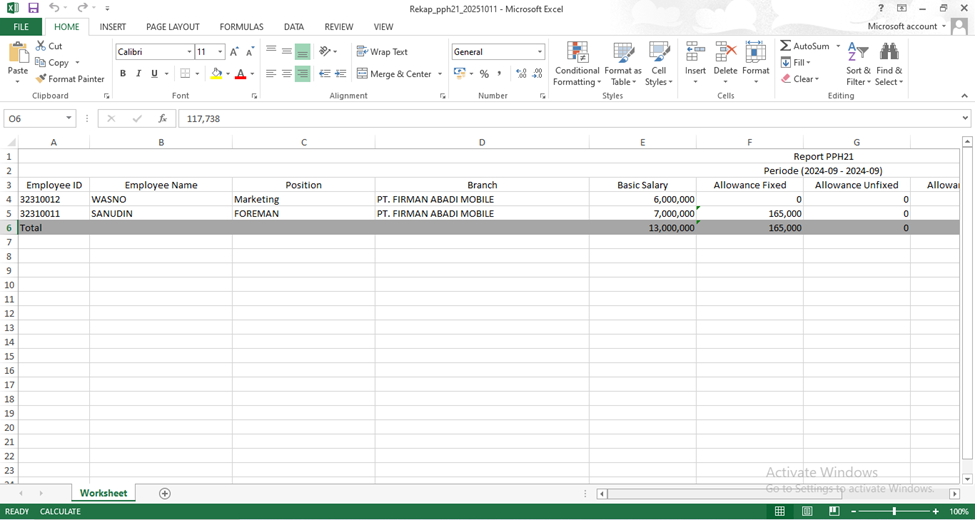 Rekap_pph21_20251011 - Microsoft Excel
FILE HOME INSERT PAGE LAYOUT FORMULAS DATA REVIEW VIEW Microsoft account
Paste
Cut
Copy
Format Painter
Clipboard
Calibri 11
B I U
Font
Wrap Text
Merge & Center
Alignment
General
Number
Conditional Formatting
Format as Table
Cell Styles
Styles
Insert Delete Format
Cells
AutoSum
Fill
Clear
Sort & Filter
Find & Select
Editing
O6 fx 117,738
A B C D E F G
1 Report PPH21
2 Periode (2024-09 - 2024-09)
3 Employee ID Employee Name Position Branch Basic Salary Allowance Fixed Allowance Unfixed Allowa
4 32310012 WASNO Marketing PT. FIRMAN ABADI MOBILE 6,000,000 0 0
5 32310011 SANUDIN FOREMAN PT. FIRMAN ABADI MOBILE 7,000,000 165,000 0
6 Total 13,000,000 165,000 0
7
8
9
10
11
12
13
14
15
16
17
18
19
20
21
22
23
Activate Windows
Go to Settings to activate Windows.
Worksheet
READY CALCULATE 100%